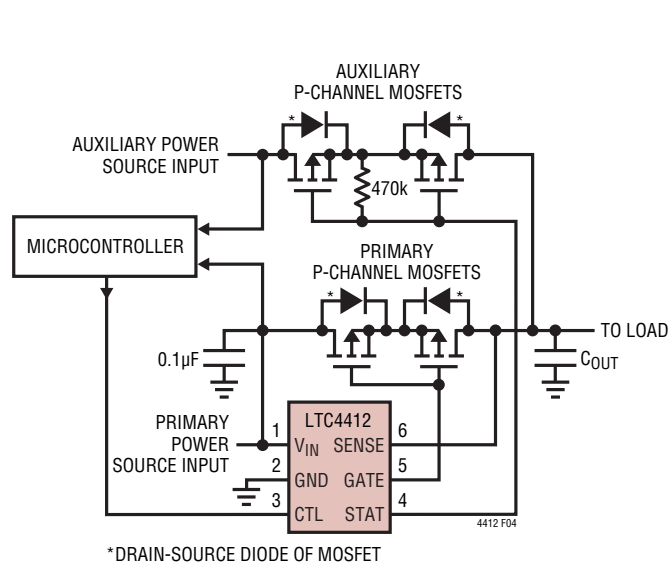 AUXILIARY
P-CHANNEL MOSFETS
*
*
AUXILIARY POWER
SOURCE INPUT
470k
MICROCONTROLLER
PRIMARY
P-CHANNEL MOSFETS
*
*
TO LOAD
0.1µF
COUT
PRIMARY
POWER
SOURCE INPUT
LTC4412
1
VIN
SENSE
6
2
GND
GATE
5
3
CTL
STAT
4
4412 F04
*DRAIN-SOURCE DIODE OF MOSFET